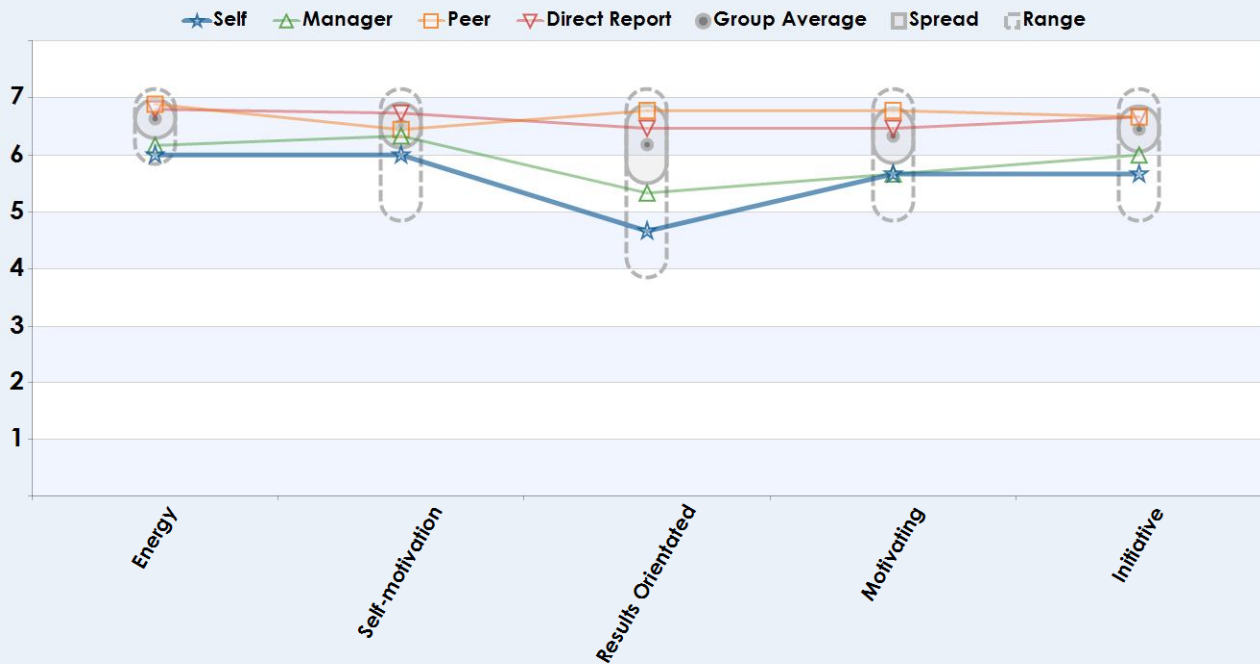 Self Manager Peer Direct Report Group Average Spread Range
7
6
5
4
3
2
1
Energy
Self-motivation
Results Orientated
Motivating
Initiative